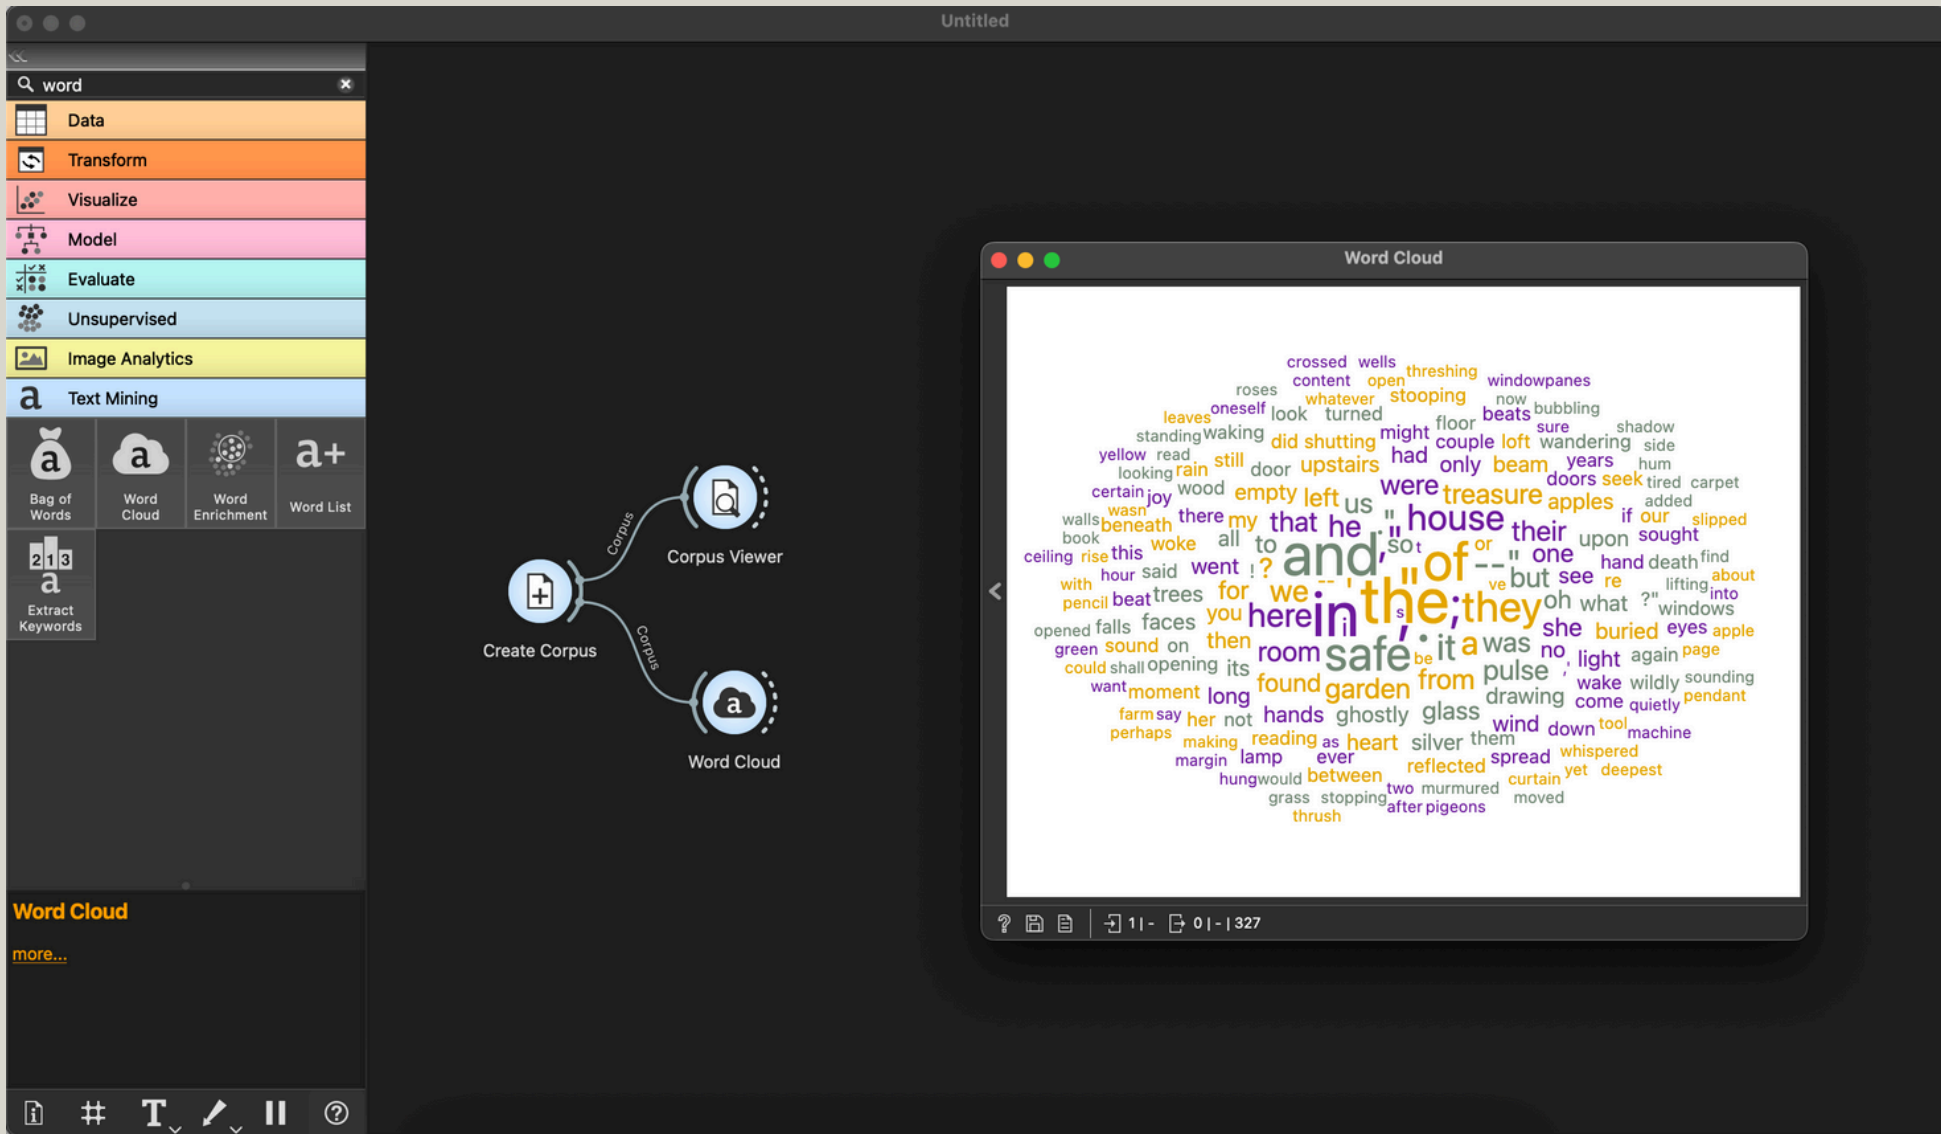 Untitled
word
Data
Transform
Visualize
Model
Evaluate
Unsupervised
Image Analytics
a Text Mining
a a a+
Bag of Words
Word Cloud
Word Enrichment
Word List
213
a
Extract Keywords
Word Cloud
more...
Corpus
Corpus Viewer
Create Corpus
Corpus
a
Word Cloud
Word Cloud
crossed wells
content open threshing windowpanes
roses whatever stooping now
leaves oneself look turned floor beats bubbling
standing waking did shutting might couple loft wandering sure shadow side
yellow read still door upstairs had only beam years hum
looking rain doors seek tired carpet
certain joy wood empty left us were treasure apples added
walls wasn beneath there my that he ." house their if our slipped
book woke all to and ," so t or upon sought
ceiling rise this went ! ? " of -- " one hand death find
hour said -- ' ve but see re lifting about
with trees for we the ; they oh what ?" windows into
pencil beat you here in i s ,
opened falls faces then safe . it a was she buried eyes apple
green sound on room be no light again page
could shall opening its found garden from pulse , wake wildly sounding
want moment long drawing come quietly pendant
farm say her not hands ghostly glass wind down tool machine
perhaps making reading as heart silver them whispered
margin lamp ever reflected spread yet deepest
hung would between curtain
grass stopping two murmured moved
after pigeons
thrush
? 1 | - 0 | - | 327
i # T ?